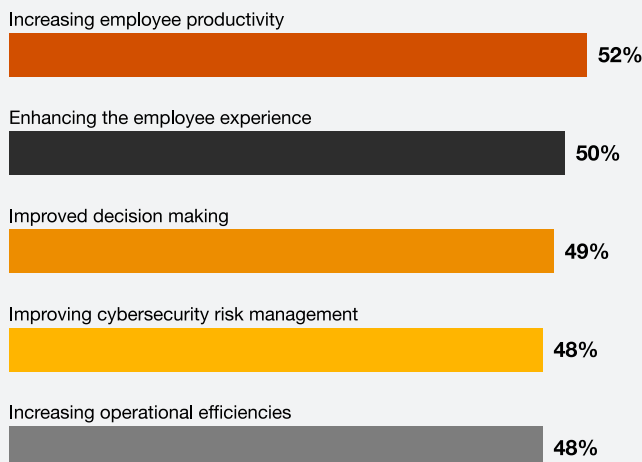 Increasing employee productivity
52%
Enhancing the employee experience
50%
Improved decision making
49%
Improving cybersecurity risk management
48%
Increasing operational efficiencies
48%